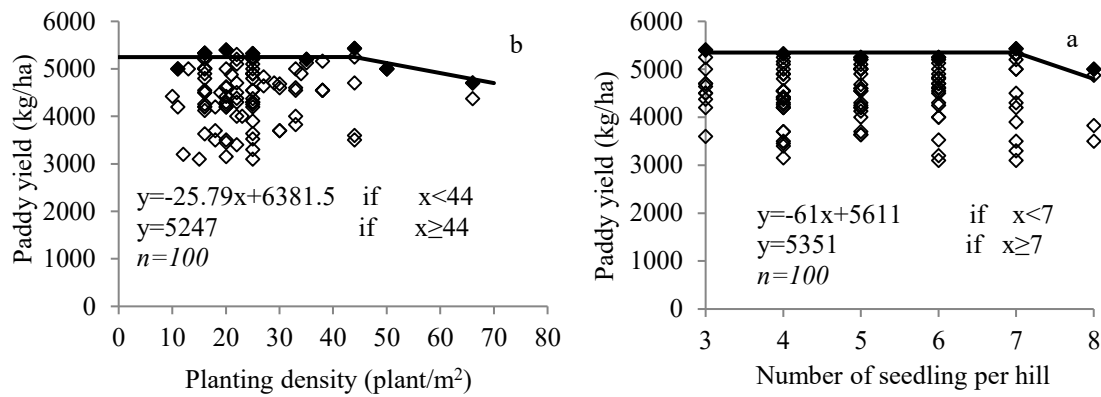 6000
5000
4000
3000
2000
1000
0
Paddy yield (kg/ha)
b
y=-25.79x+6381.5 if x<44
y=5247 if x≥44
n=100
0 10 20 30 40 50 60 70 80
Planting density (plant/m²)
6000
5000
4000
3000
2000
1000
0
Paddy yield (kg/ha)
a
y=-61x+5611 if x<7
y=5351 if x≥7
n=100
3 4 5 6 7 8
Number of seedling per hill